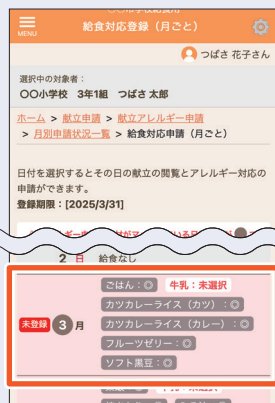 給食対応登録（月ごと）
MENU
つばさ 花子さん
選択中の対象者：
〇〇小学校 3年1組 つばさ 太郎
ホーム > 献立申請 > 献立アレルギー申請
> 月別申請状況一覧 > 給食対応申請（月ごと）
日付を選択するとその日の献立の閲覧とアレルギー対応の
申請ができます。
登録期限：[2025/3/31]
2 日 給食なし
ごはん：◎ 牛乳：未選択
カツカレーライス（カツ）：◎
未登録 3 月 カツカレーライス（カレー）：◎
フルーツゼリー：◎
ソフト黒豆：◎